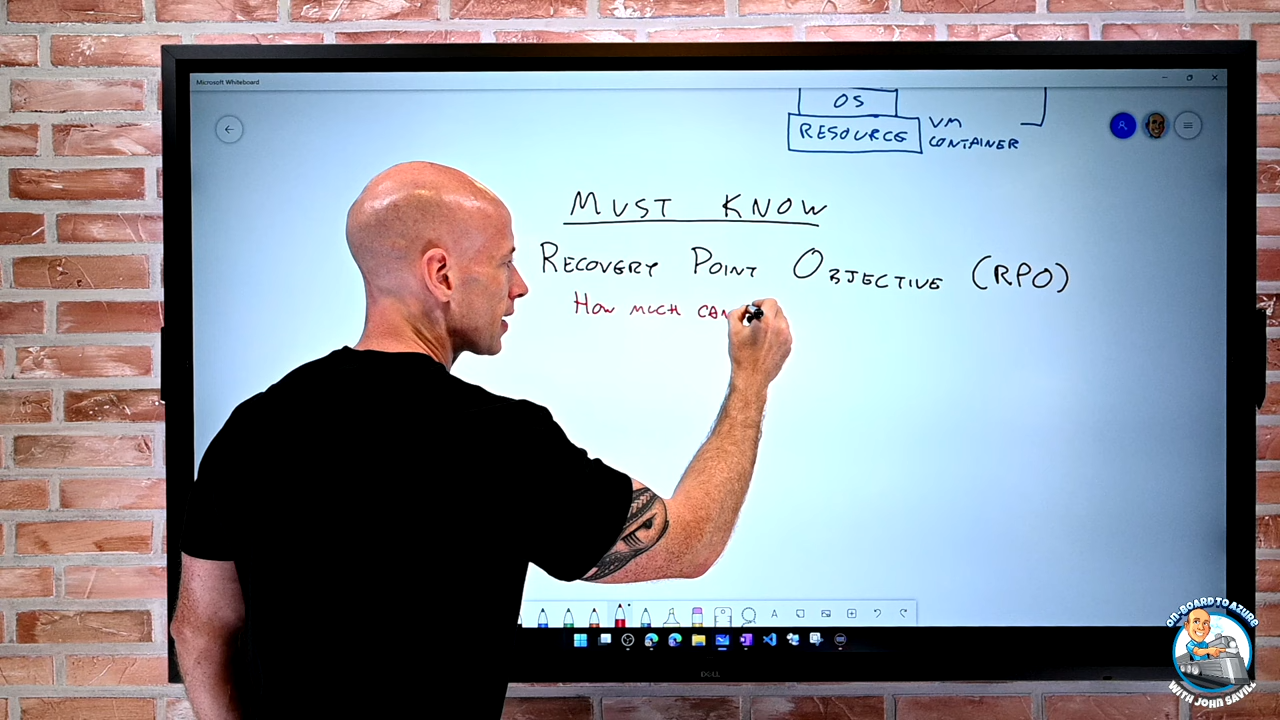 Microsoft Whiteboard
OS
RESOURCE
VM
CONTAINER
MUST KNOW
RECOVERY POINT OBJECTIVE (RPO)
HOW MUCH CAN
DELL
ON-BOARD TO AZURE
WITH JOHN SAVILL